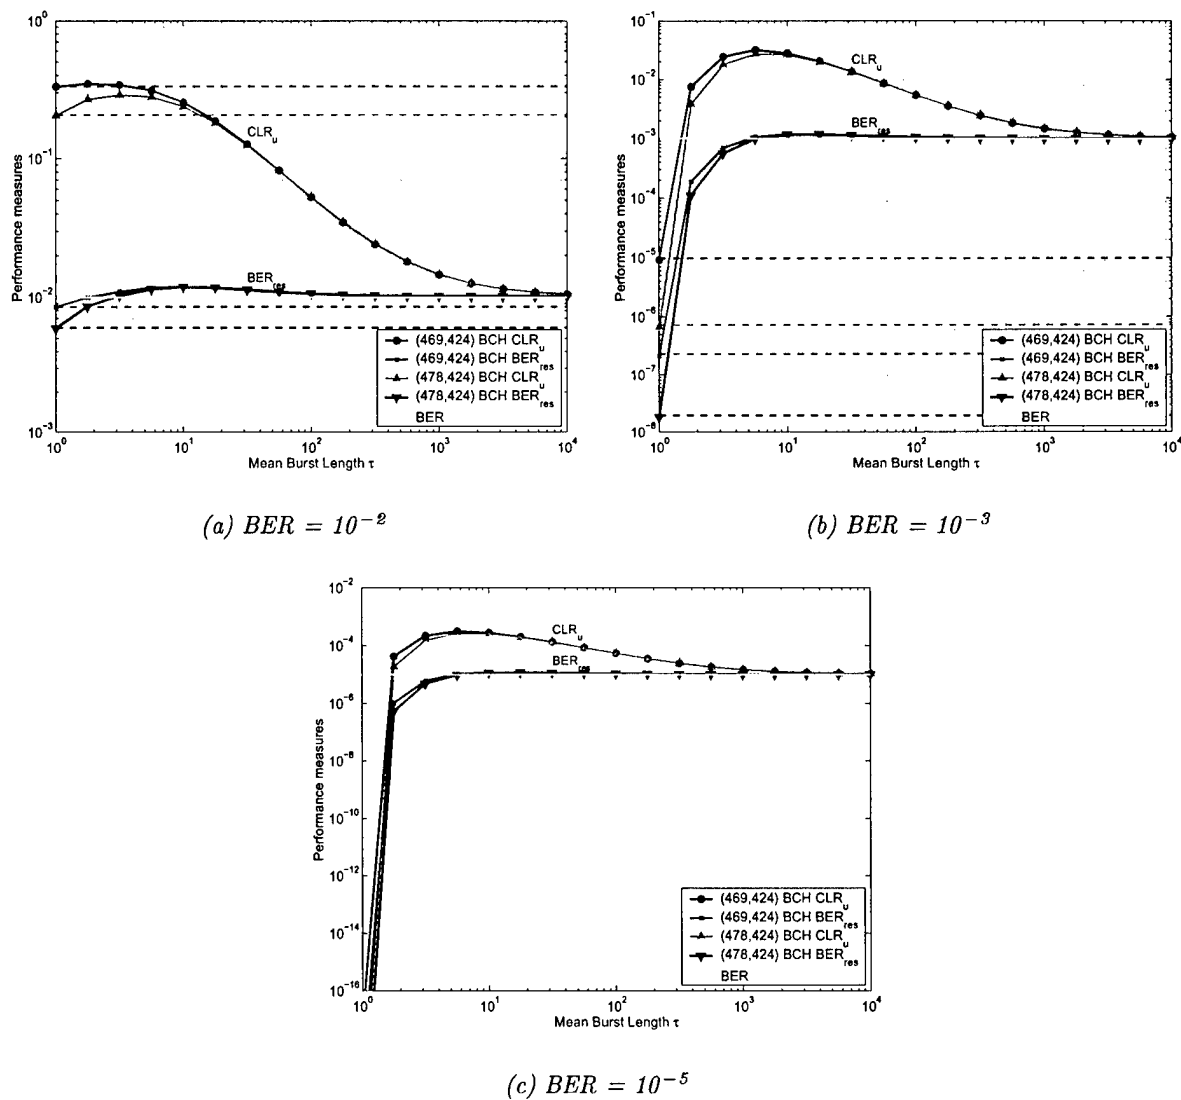 10^0
10^-1
10^-2
10^-3
Performance measures
CLR_u
BER_res
(469,424) BCH CLR_u
(469,424) BCH BER_res
(478,424) BCH CLR_u
(478,424) BCH BER_res
BER
10^0 10^1 10^2 10^3 10^4
Mean Burst Length τ
(a) BER = 10^-2
10^-1
10^-2
10^-3
10^-4
10^-5
10^-6
10^-7
10^-8
Performance measures
CLR_u
BER_res
(469,424) BCH CLR_u
(469,424) BCH BER_res
(478,424) BCH CLR_u
(478,424) BCH BER_res
BER
10^0 10^1 10^2 10^3 10^4
Mean Burst Length τ
(b) BER = 10^-3
10^-2
10^-4
10^-6
10^-8
10^-10
10^-12
10^-14
10^-16
Performance measures
CLR_u
BER_res
(469,424) BCH CLR_u
(469,424) BCH BER_res
(478,424) BCH CLR_u
(478,424) BCH BER_res
BER
10^0 10^1 10^2 10^3 10^4
Mean Burst Length τ
(c) BER = 10^-5